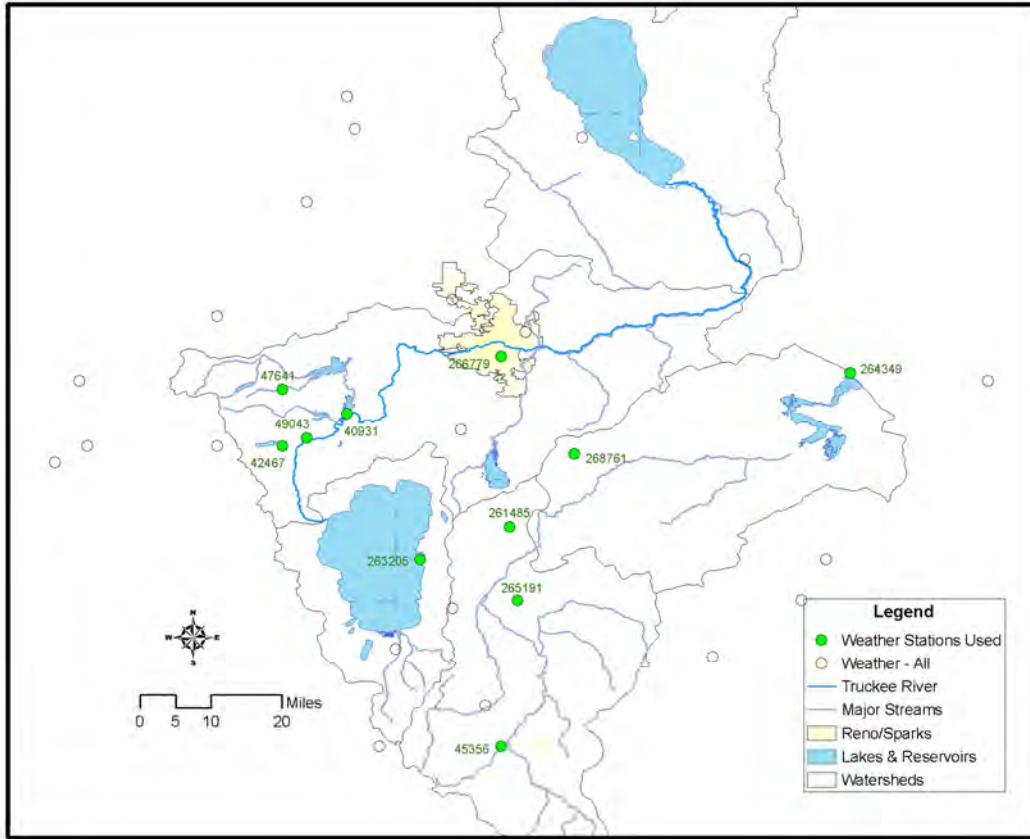 47641
49043
40931
42467
266779
264349
268761
261485
263205
265191
45356
N
W E
S
0 5 10 20 Miles
Legend
Weather Stations Used
Weather - All
Truckee River
Major Streams
Reno/Sparks
Lakes & Reservoirs
Watersheds